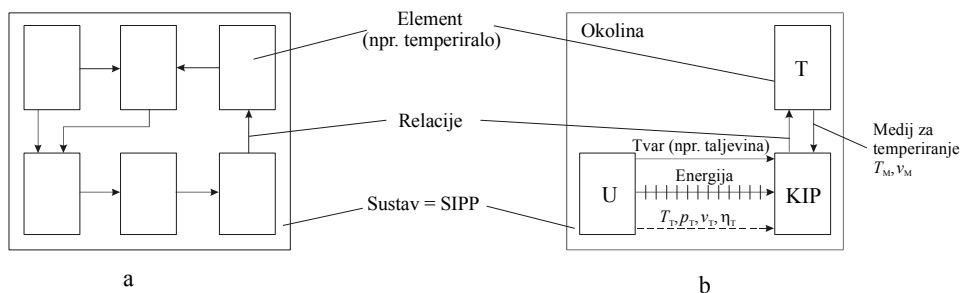 Element
(npr. temperiralo)
Relacije
Sustav = SIPP
a
Okolina
T
Medij za
temperiranje
T_M, v_M
Tvar (npr. taljevina)
Energija
U
KIP
T_T, p_T, v_T, η_T
b